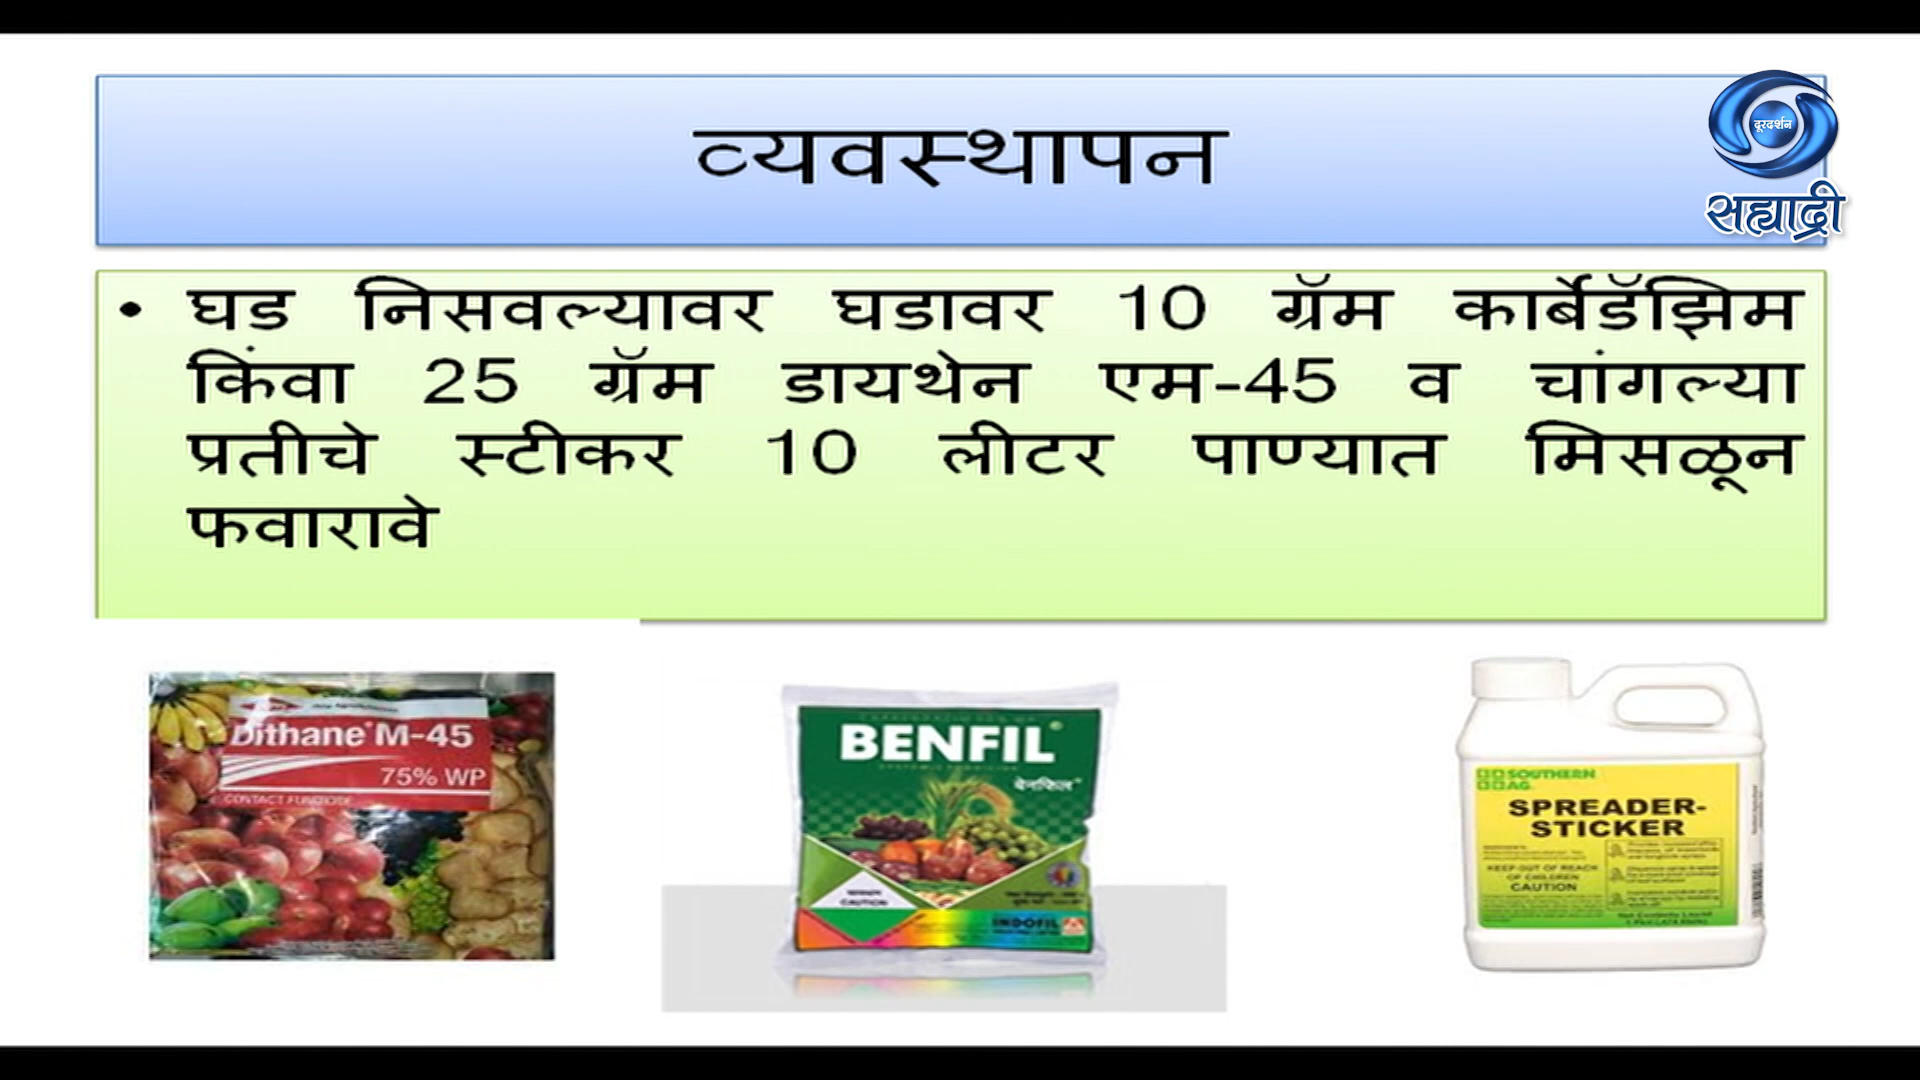 व्यवस्थापन
दूरदर्शन
सह्याद्री
• घड निसवल्यावर घडावर 10 ग्रॅम कार्बेडॅझिम
किंवा 25 ग्रॅम डायथेन एम-45 व चांगल्या
प्रतीचे स्टीकर 10 लीटर पाण्यात मिसळून
फवारावे
Dithane M-45
75% WP
CONTACT FUNGICIDE
BENFIL
बेनफिल
सावधान
CAUTION
INDOFIL
SOUTHERN
AG
SPREADER-
STICKER
KEEP OUT OF REACH
OF CHILDREN
CAUTION